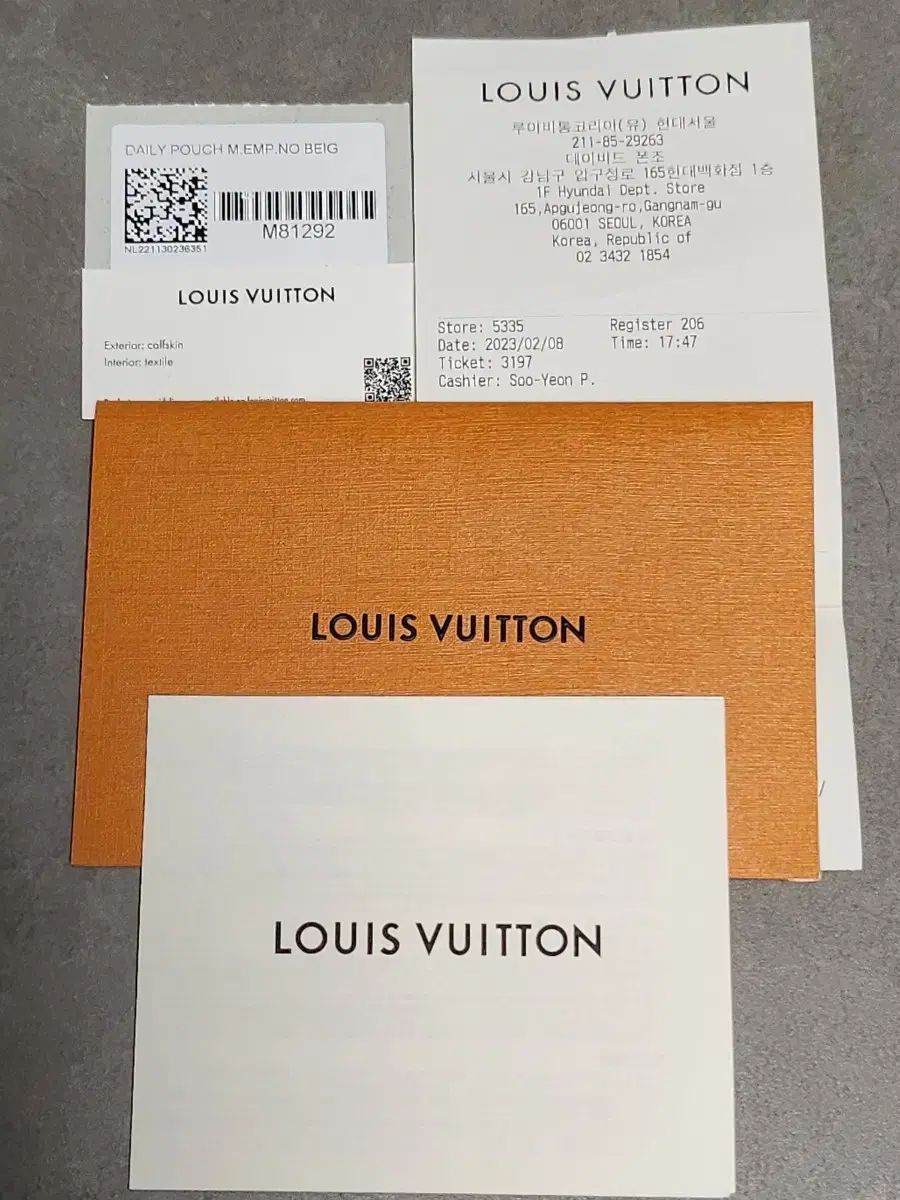 DAILY POUCH M.EMP.NO BEIG
M81292
NL221130236351
LOUIS VUITTON
Exterior: calfskin
Interior: textile
LOUIS VUITTON
루이비통코리아(유) 현대서울
211-85-29263
데이비드 폰조
서울시 강남구 압구정로 165현대백화점 1층
1F Hyundai Dept. Store
165,Apgujeong-ro,Gangnam-gu
06001 SEOUL, KOREA
Korea, Republic of
02 3432 1854
Store: 5335 Register 206
Date: 2023/02/08 Time: 17:47
Ticket: 3197
Cashier: Soo-Yeon P.
LOUIS VUITTON
LOUIS VUITTON